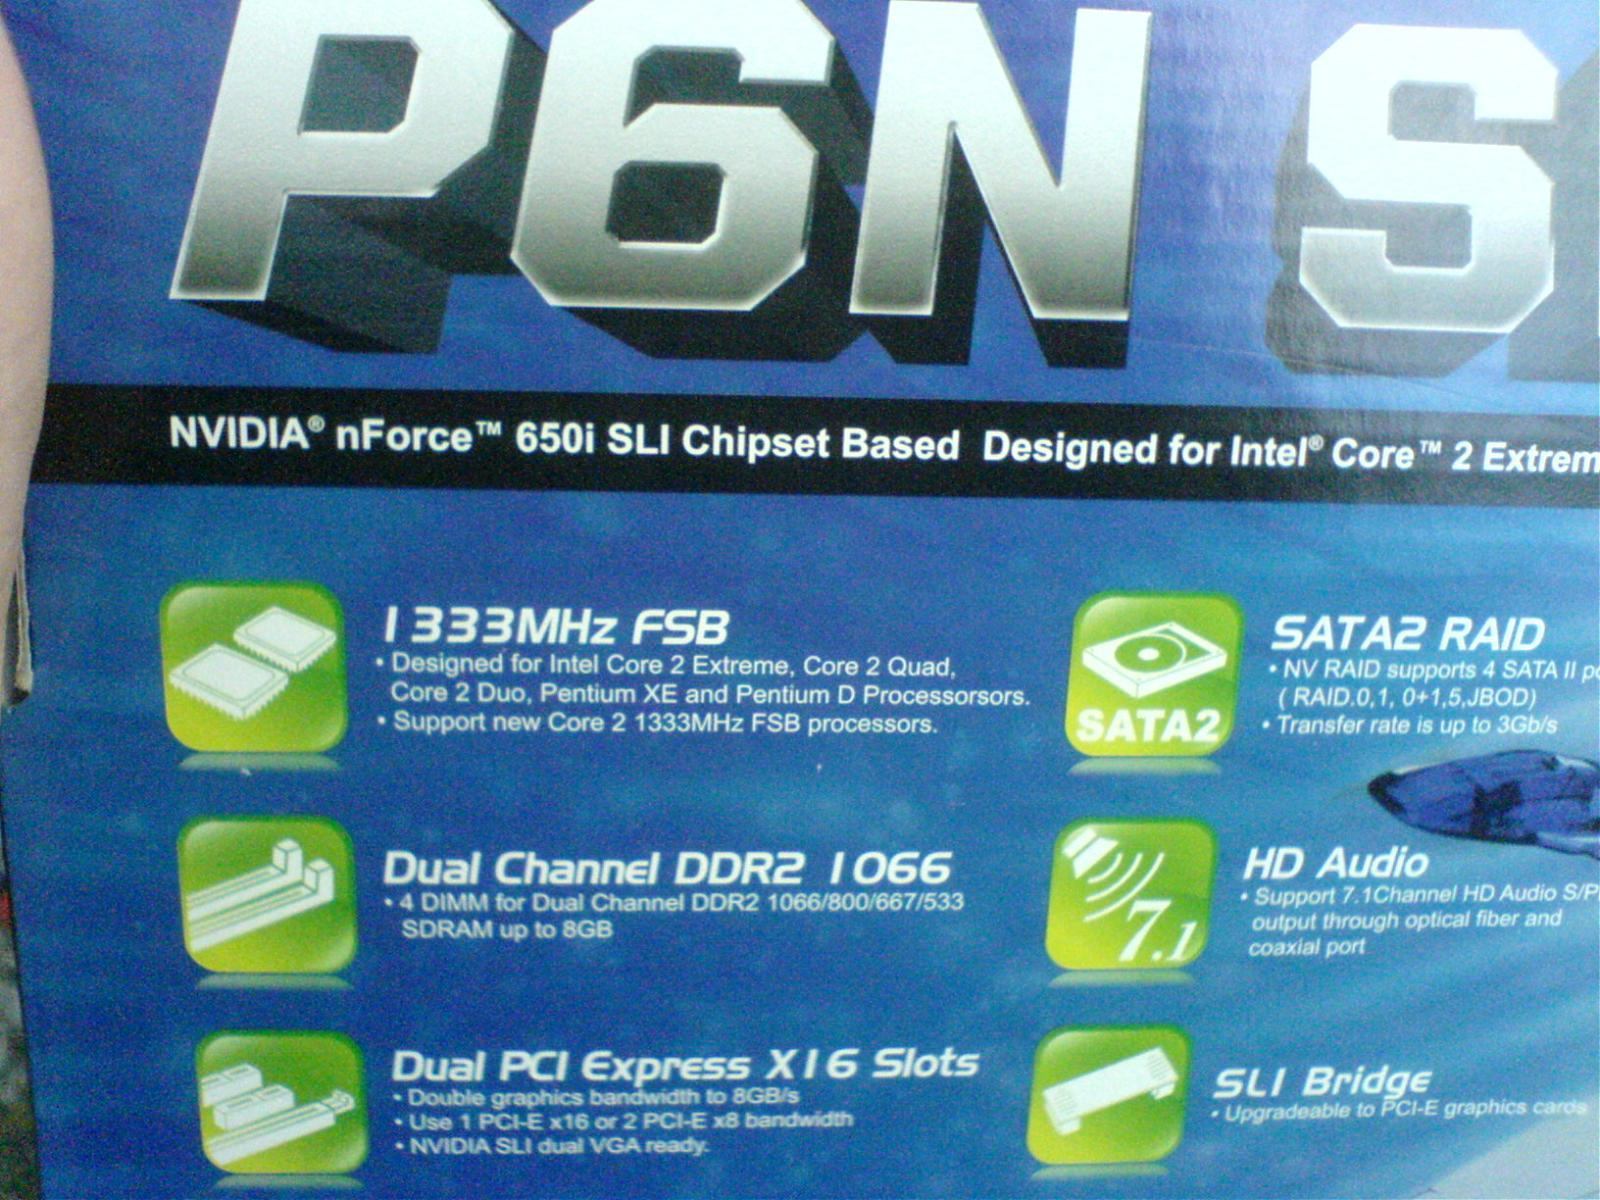 P6N S
NVIDIA® nForce™ 650i SLI Chipset Based Designed for Intel® Core™ 2 Extrem
1333MHz FSB
• Designed for Intel Core 2 Extreme, Core 2 Quad,
Core 2 Duo, Pentium XE and Pentium D Processorsors.
• Support new Core 2 1333MHz FSB processors.
SATA2
SATA2 RAID
• NV RAID supports 4 SATA II po
( RAID.0,1, 0+1,5,JBOD)
• Transfer rate is up to 3Gb/s
Dual Channel DDR2 1066
• 4 DIMM for Dual Channel DDR2 1066/800/667/533
SDRAM up to 8GB
7.1
HD Audio
• Support 7.1Channel HD Audio S/P
output through optical fiber and
coaxial port
Dual PCI Express X16 Slots
• Double graphics bandwidth to 8GB/s
• Use 1 PCI-E x16 or 2 PCI-E x8 bandwidth
• NVIDIA SLI dual VGA ready.
SLI Bridge
• Upgradeable to PCI-E graphics cards